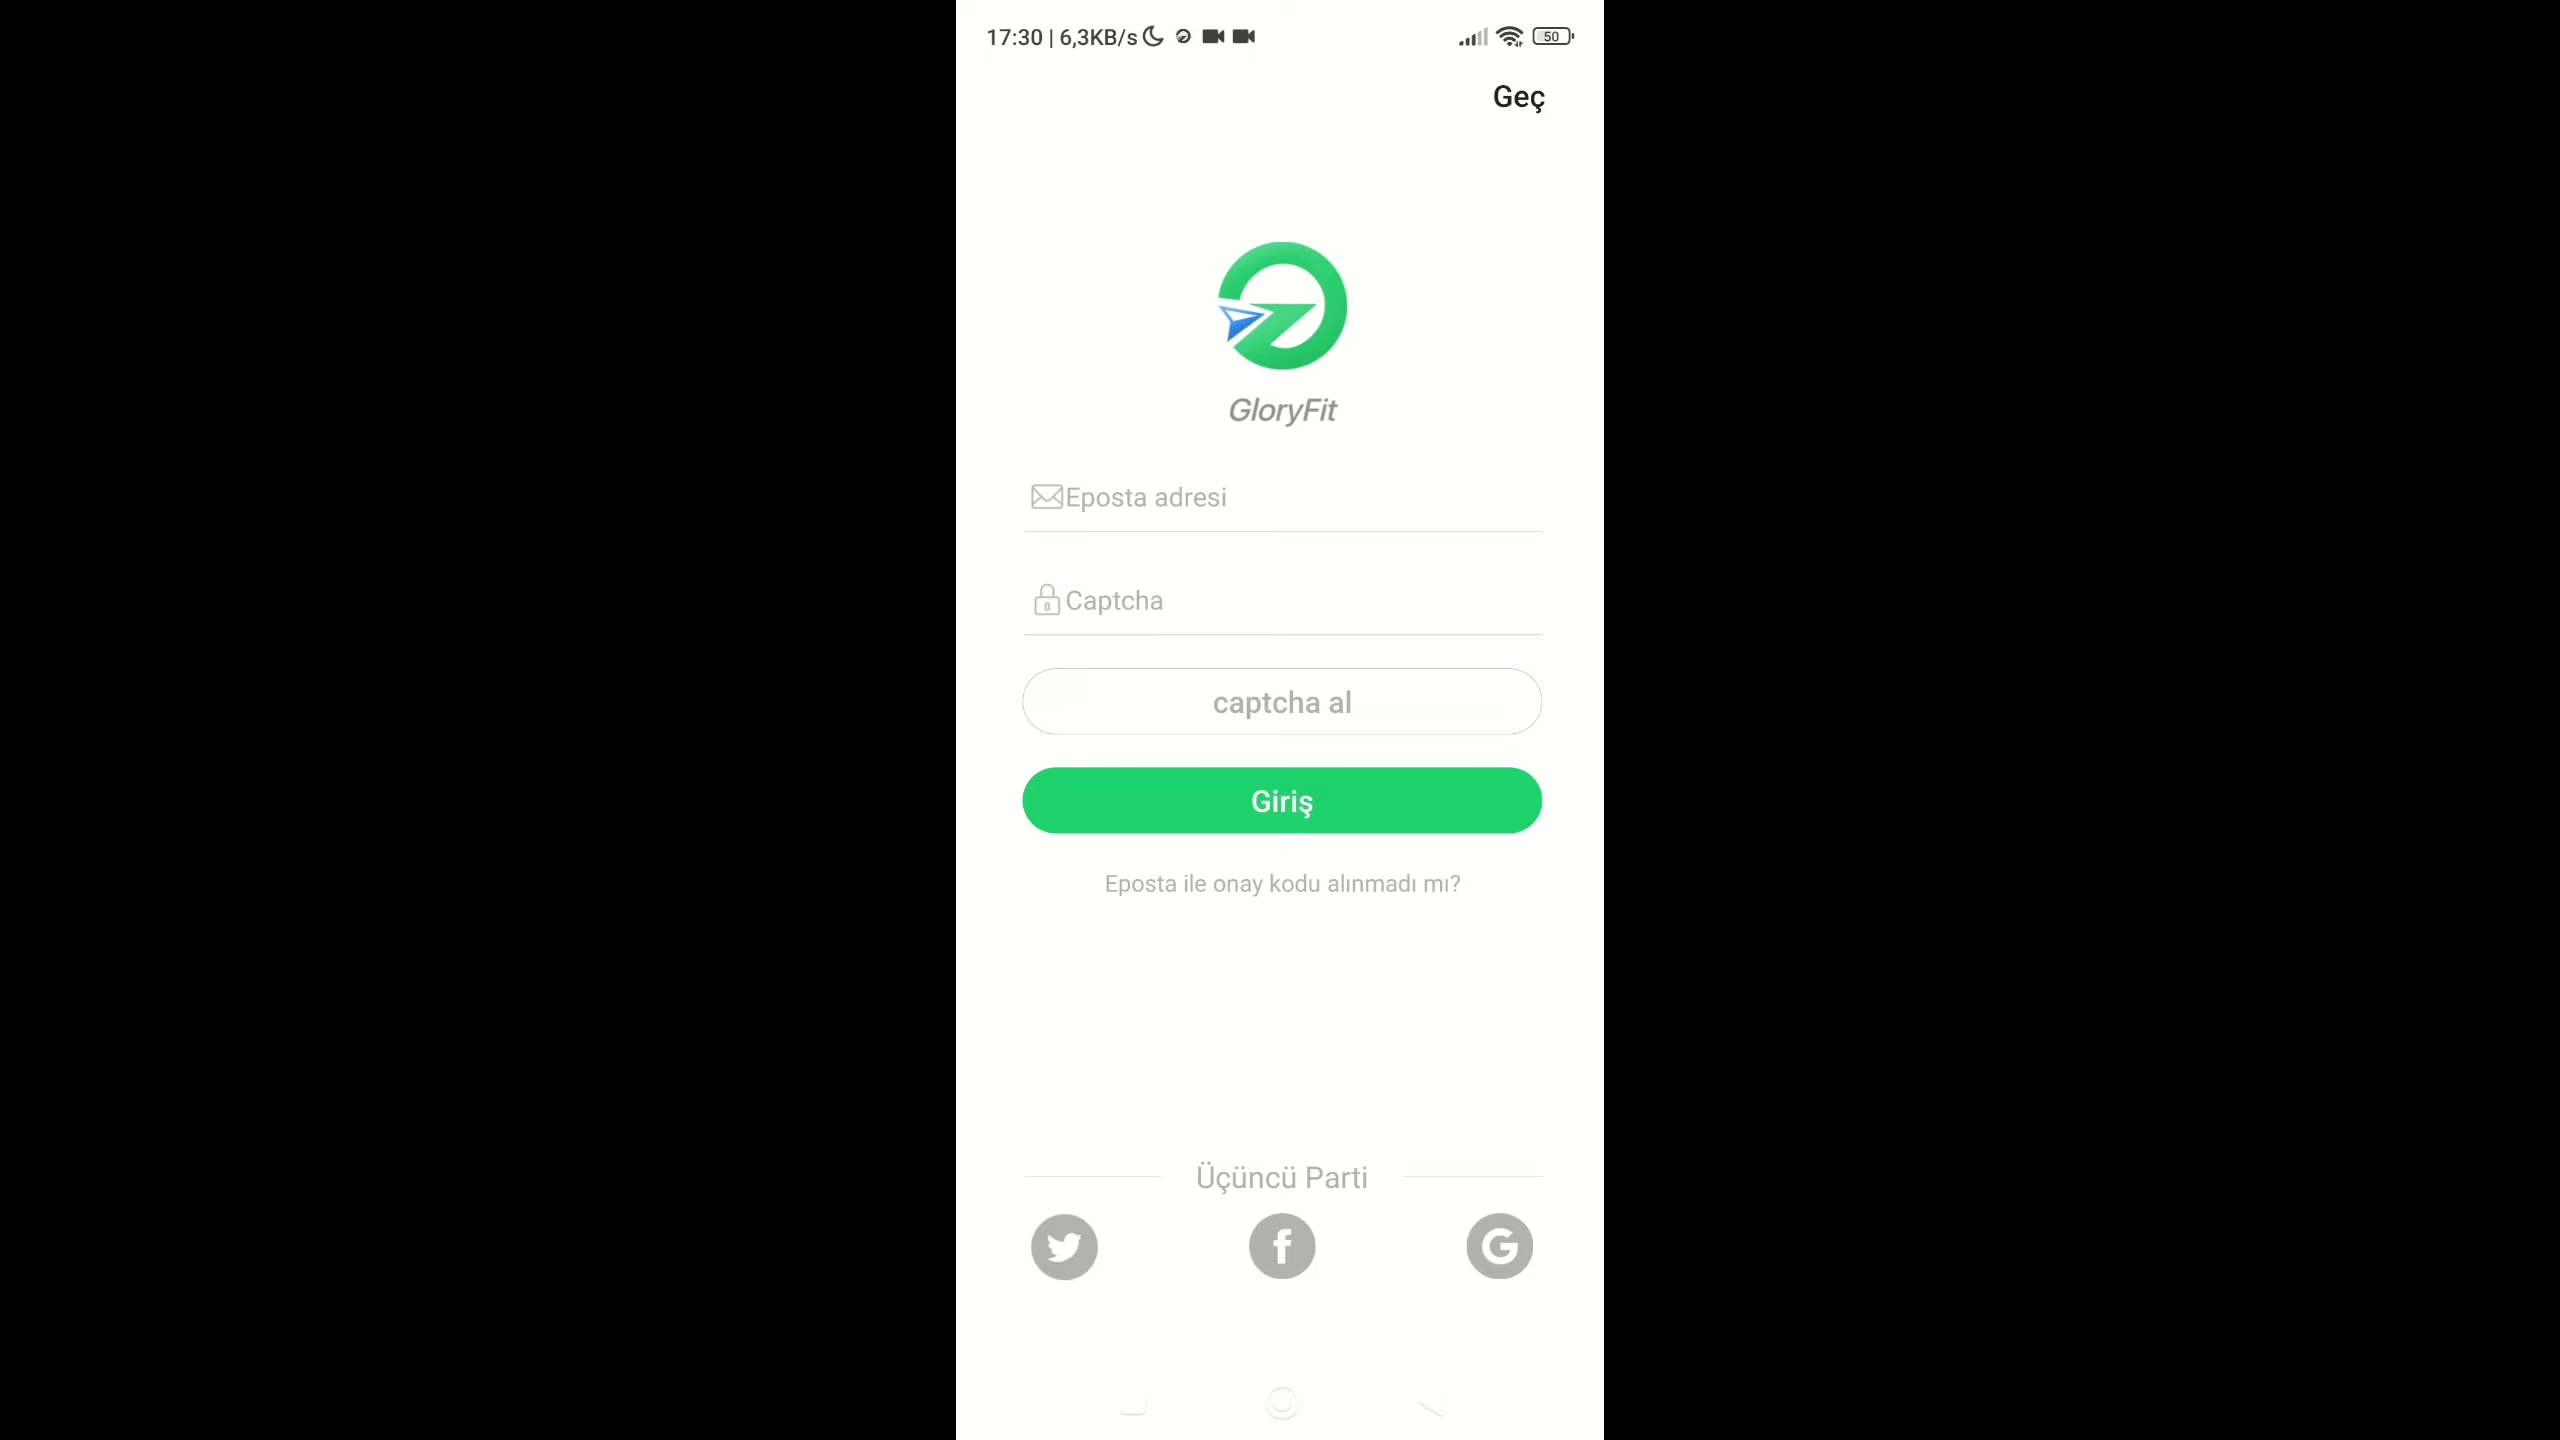 17:30 | 6,3KB/s
50
Geç
GloryFit
Eposta adresi
Captcha
captcha al
Giriş
Eposta ile onay kodu alınmadı mı?
Üçüncü Parti